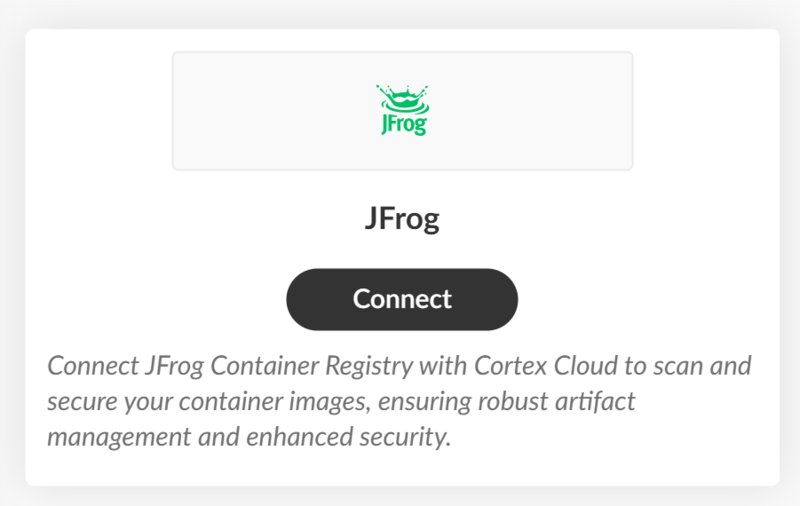 JFrog
JFrog
Connect
Connect JFrog Container Registry with Cortex Cloud to scan and
secure your container images, ensuring robust artifact
management and enhanced security.